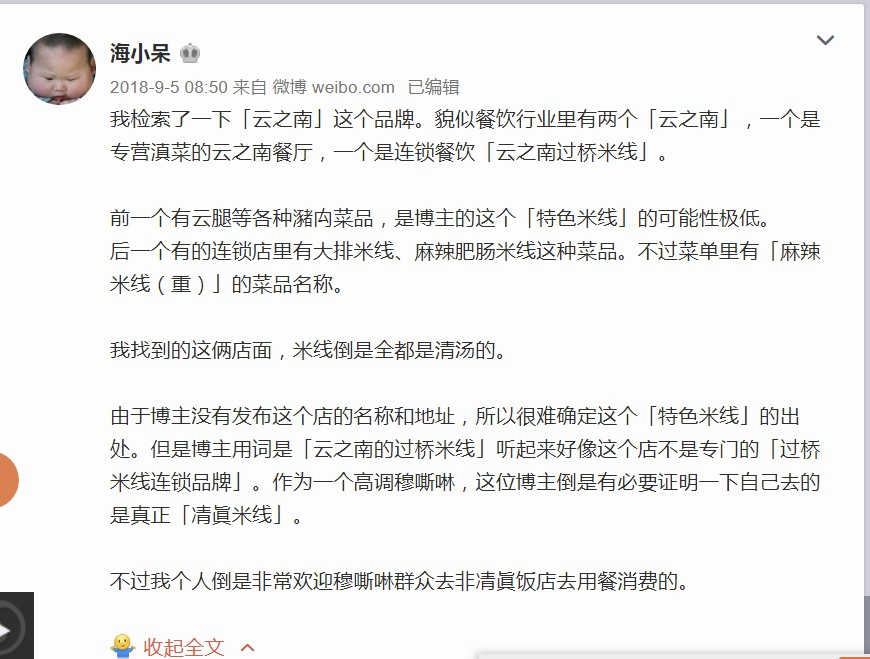 海小呆
2018-9-5 08:50 来自 微博 weibo.com 已编辑
我检索了一下「云之南」这个品牌。貌似餐饮行业里有两个「云之南」，一个是
专营滇菜的云之南餐厅，一个是连锁餐饮「云之南过桥米线」。
前一个有云腿等各种潴内菜品，是博主的这个「特色米线」的可能性极低。
后一个有的连锁店里有大排米线、麻辣肥肠米线这种菜品。不过菜单里有「麻辣
米线（重）」的菜品名称。
我找到的这俩店面，米线倒是全都是清汤的。
由于博主没有发布这个店的名称和地址，所以很难确定这个「特色米线」的出
处。但是博主用词是「云之南的过桥米线」听起来好像这个店不是专门的「过桥
米线连锁品牌」。作为一个高调穆嘶啉，这位博主倒是有必要证明一下自己去的
是真正「凊眞米线」。
不过我个人倒是非常欢迎穆嘶啉群众去非凊眞饭店去用餐消费的。
收起全文